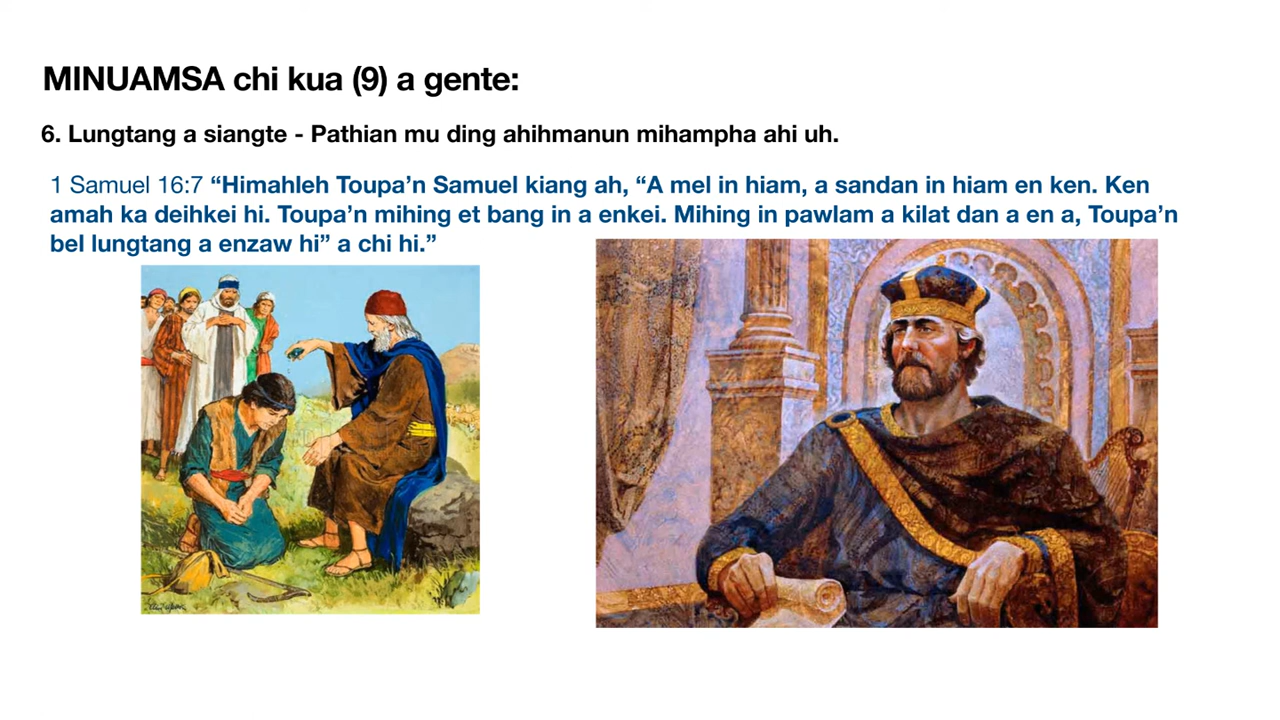 MINUAMSA chi kua (9) a gente:
6. Lungtang a siangte - Pathian mu ding ahihmanun mihampha ahi uh.
1 Samuel 16:7 “Himahleh Toupa’n Samuel kiang ah, “A mel in hiam, a sandan in hiam en ken. Ken
amah ka deihkei hi. Toupa’n mihing et bang in a enkei. Mihing in pawlam a kilat dan a en a, Toupa’n
bel lungtang a enzaw hi” a chi hi.”